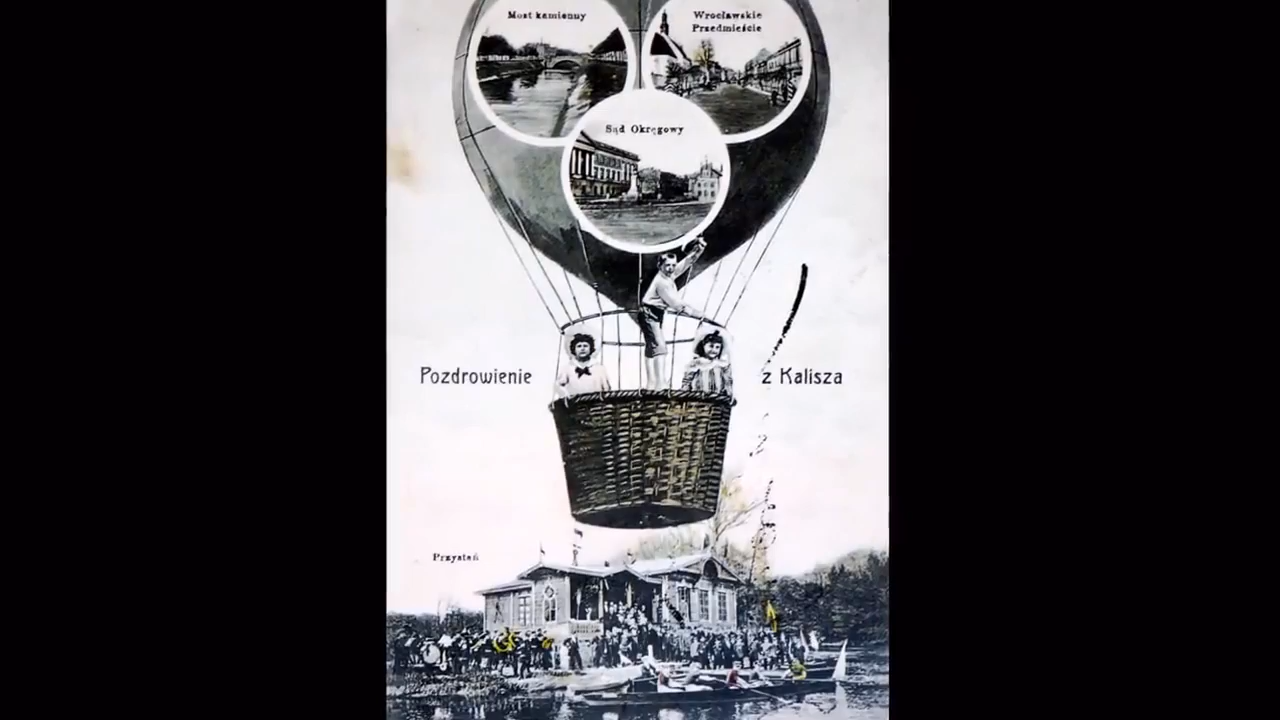 Most kamienny
Wrocławskie
Przedmieście
Sąd Okręgowy
Pozdrowienie z Kalisza
Przystań